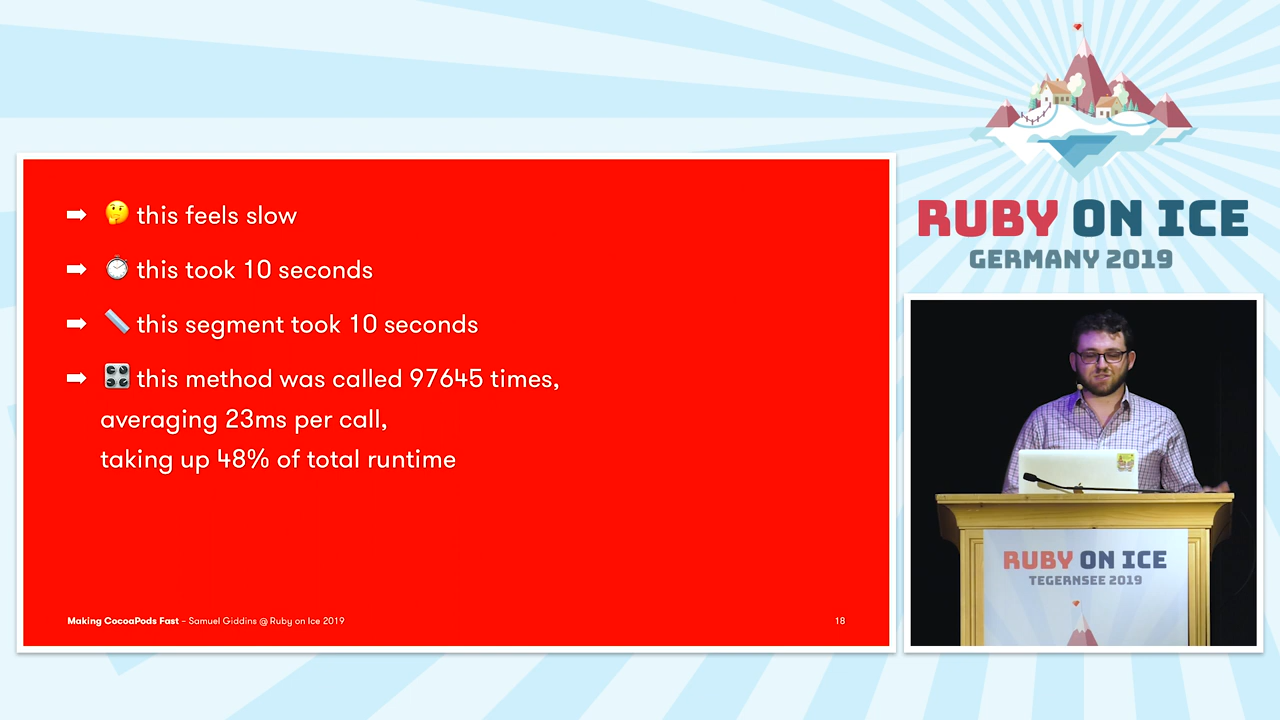 ➡ 🤔 this feels slow
➡ ⏱ this took 10 seconds
➡ 📏 this segment took 10 seconds
➡ 🎛 this method was called 97645 times,
averaging 23ms per call,
taking up 48% of total runtime
Making CocoaPods Fast – Samuel Giddins @ Ruby on Ice 2019
18
RUBY ON ICE
GERMANY 2019
RUBY ON ICE
TEGERNSEE 2019